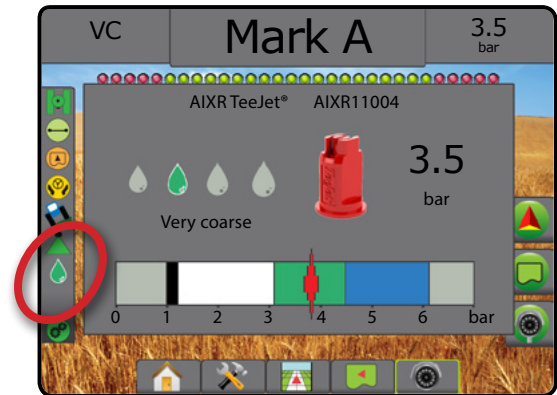 VC
Mark A
3.5
bar
AIXR TeeJet® AIXR11004
3.5
bar
Very coarse
0 1 2 3 4 5 6 bar